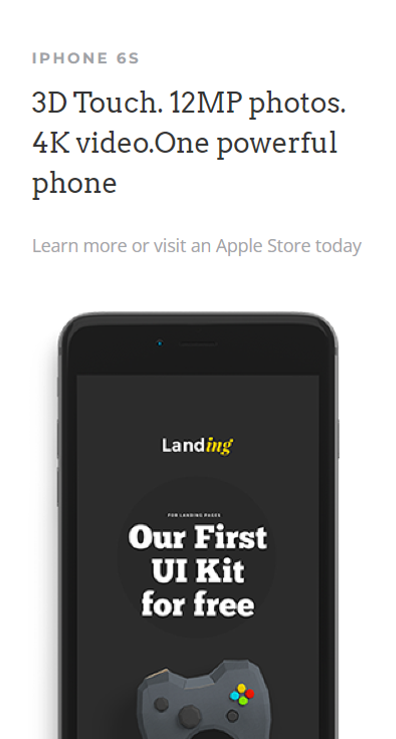 IPHONE 6S
3D Touch. 12MP photos.
4K video.One powerful
phone
Learn more or visit an Apple Store today
Landing
FOR LANDING PAGES
Our First
UI Kit
for free